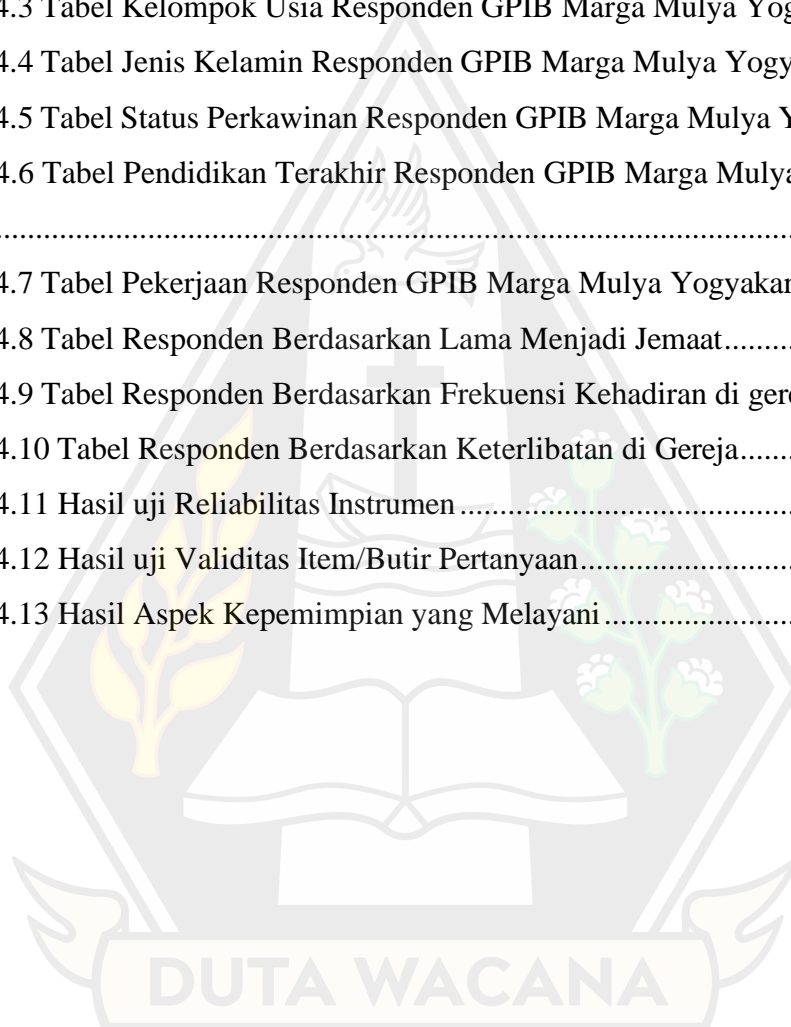 4.3 Tabel Kelompok Usia Responden GPIB Marga Mulya Yog
4.4 Tabel Jenis Kelamin Responden GPIB Marga Mulya Yogy
4.5 Tabel Status Perkawinan Responden GPIB Marga Mulya Y
4.6 Tabel Pendidikan Terakhir Responden GPIB Marga Mulya
................................................................................................
4.7 Tabel Pekerjaan Responden GPIB Marga Mulya Yogyakar
4.8 Tabel Responden Berdasarkan Lama Menjadi Jemaat.........
4.9 Tabel Responden Berdasarkan Frekuensi Kehadiran di gere
4.10 Tabel Responden Berdasarkan Keterlibatan di Gereja.......
4.11 Hasil uji Reliabilitas Instrumen..........................................
4.12 Hasil uji Validitas Item/Butir Pertanyaan...........................
4.13 Hasil Aspek Kepemimpian yang Melayani........................
DUTA WACANA